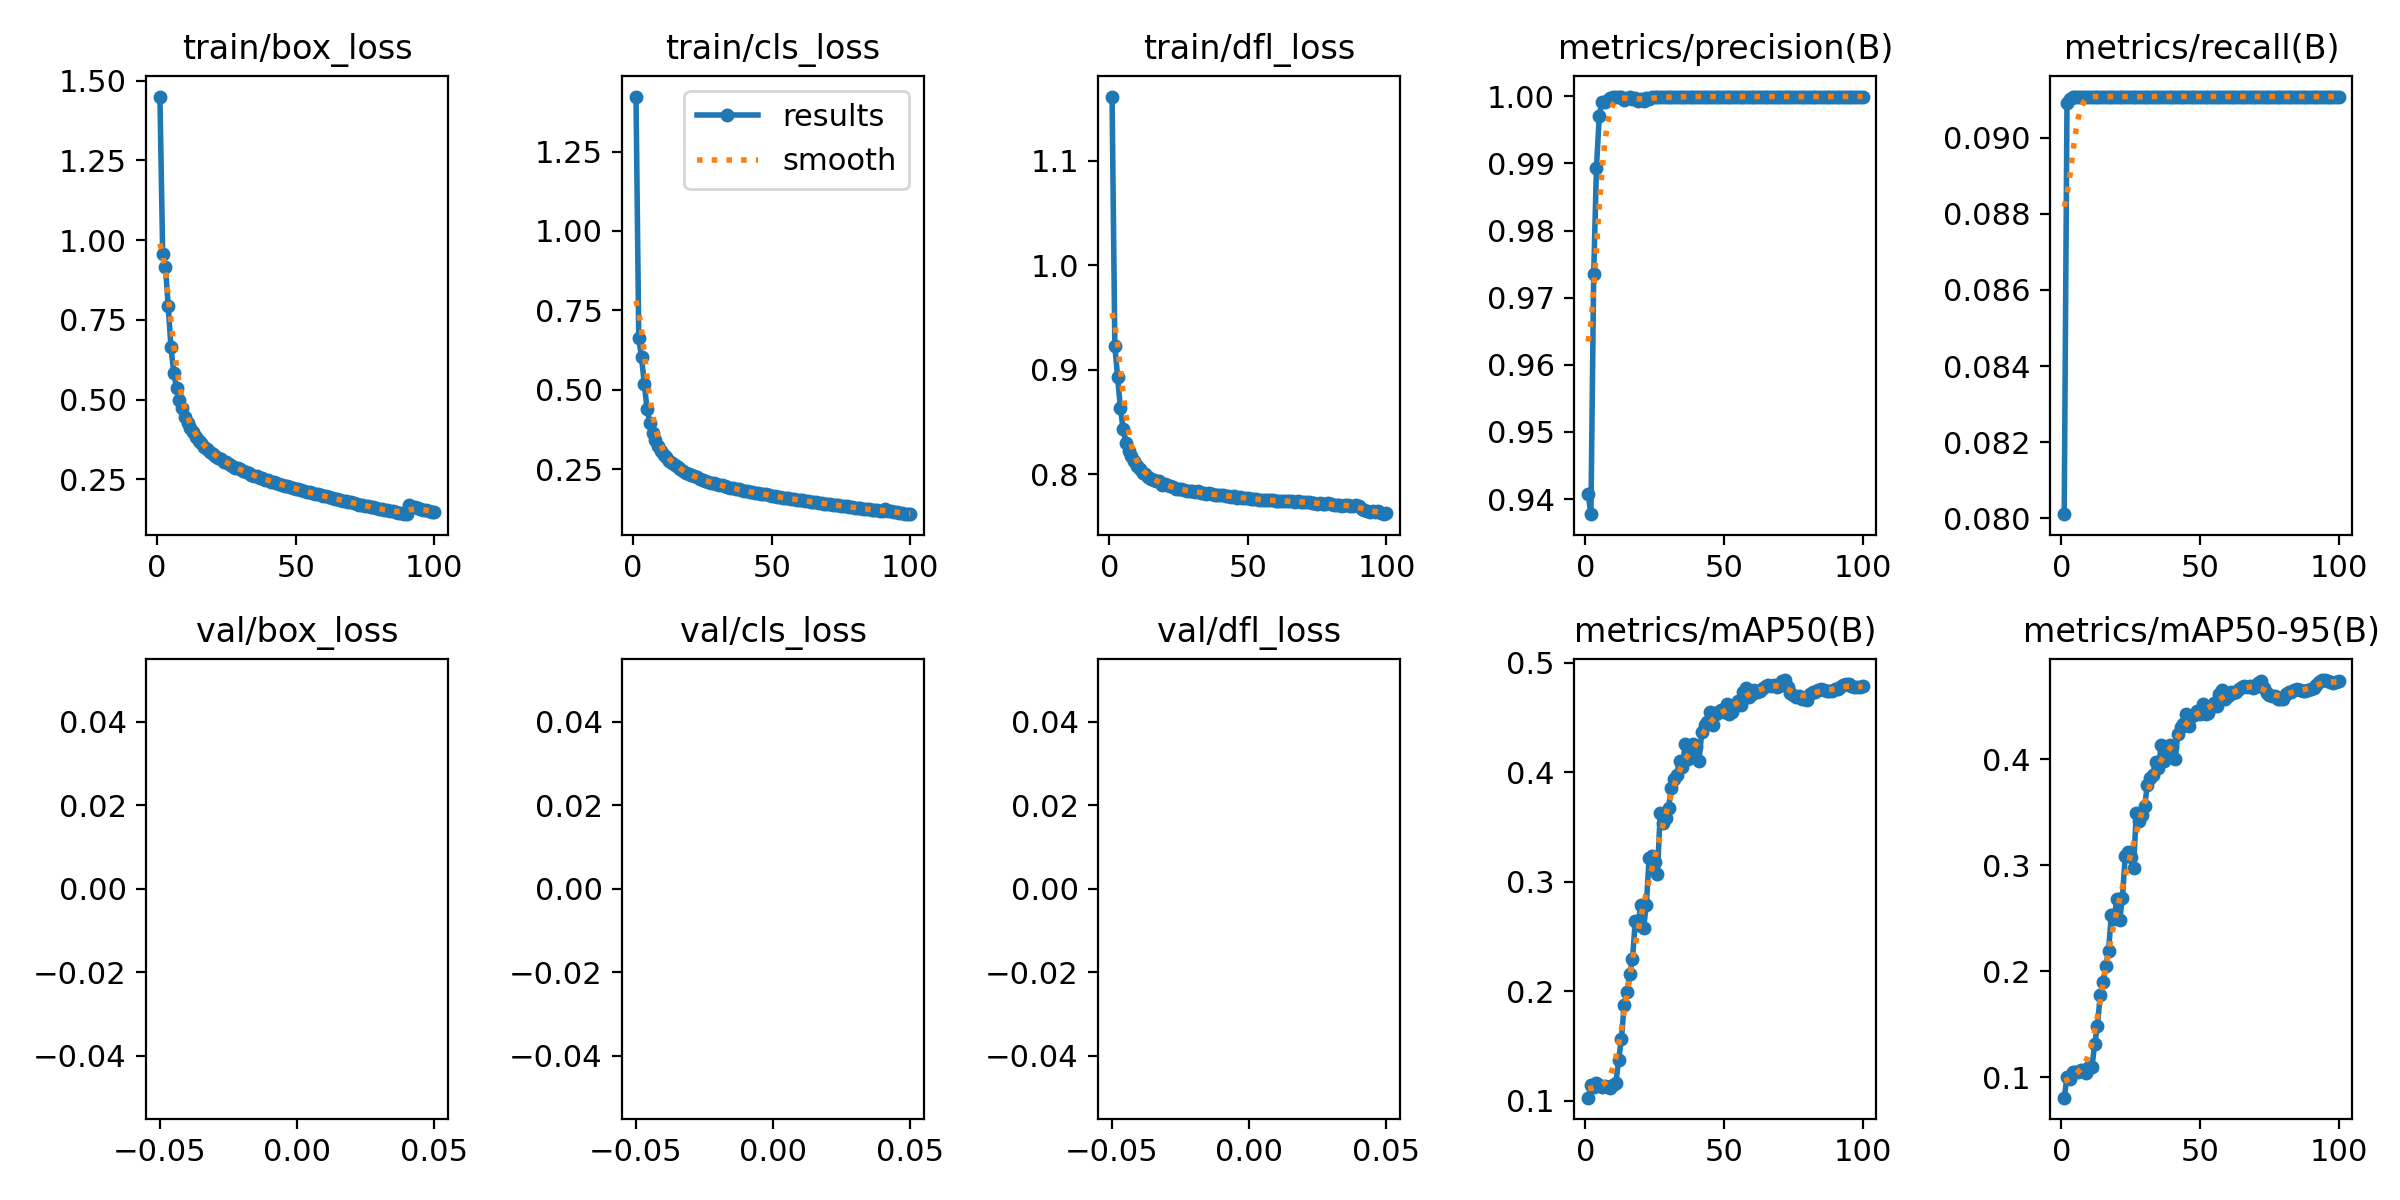 train/box_loss
1.50
1.25
1.00
0.75
0.50
0.25
0 50 100
train/cls_loss
results
smooth
1.25
1.00
0.75
0.50
0.25
0 50 100
train/dfl_loss
1.1
1.0
0.9
0.8
0 50 100
metrics/precision(B)
1.00
0.99
0.98
0.97
0.96
0.95
0.94
0 50 100
metrics/recall(B)
0.090
0.088
0.086
0.084
0.082
0.080
0 50 100
val/box_loss
0.04
0.02
0.00
−0.02
−0.04
−0.05 0.00 0.05
val/cls_loss
0.04
0.02
0.00
−0.02
−0.04
−0.05 0.00 0.05
val/dfl_loss
0.04
0.02
0.00
−0.02
−0.04
−0.05 0.00 0.05
metrics/mAP50(B)
0.5
0.4
0.3
0.2
0.1
0 50 100
metrics/mAP50-95(B)
0.4
0.3
0.2
0.1
0 50 100